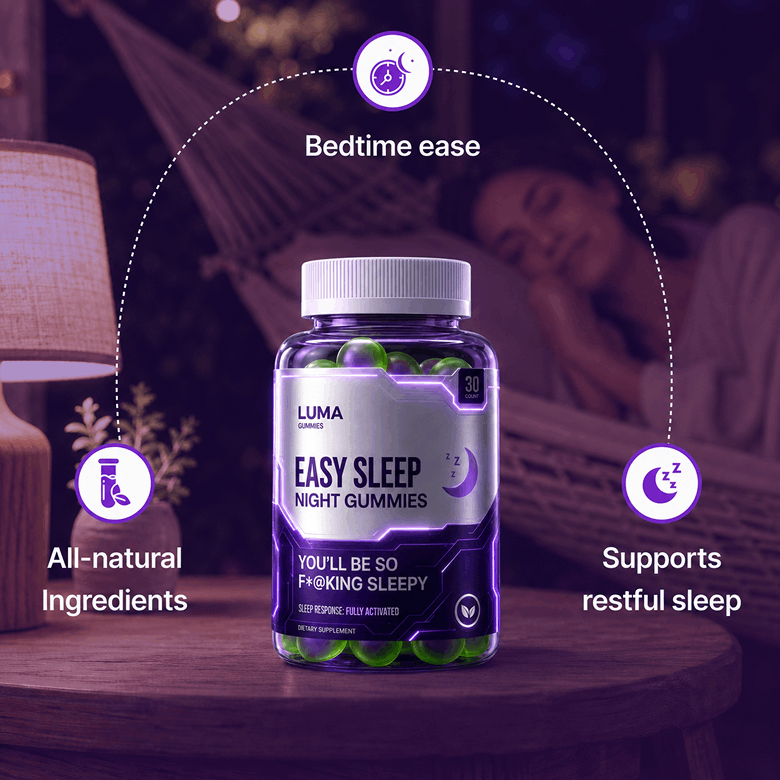 Bedtime ease
30
COUNT
LUMA
GUMMIES
EASY SLEEP
z z z
NIGHT GUMMIES
YOU'LL BE SO
F*@KING SLEEPY
SLEEP RESPONSE: FULLY ACTIVATED
DIETARY SUPPLEMENT
z z z
All-natural
Ingredients
Supports
restful sleep